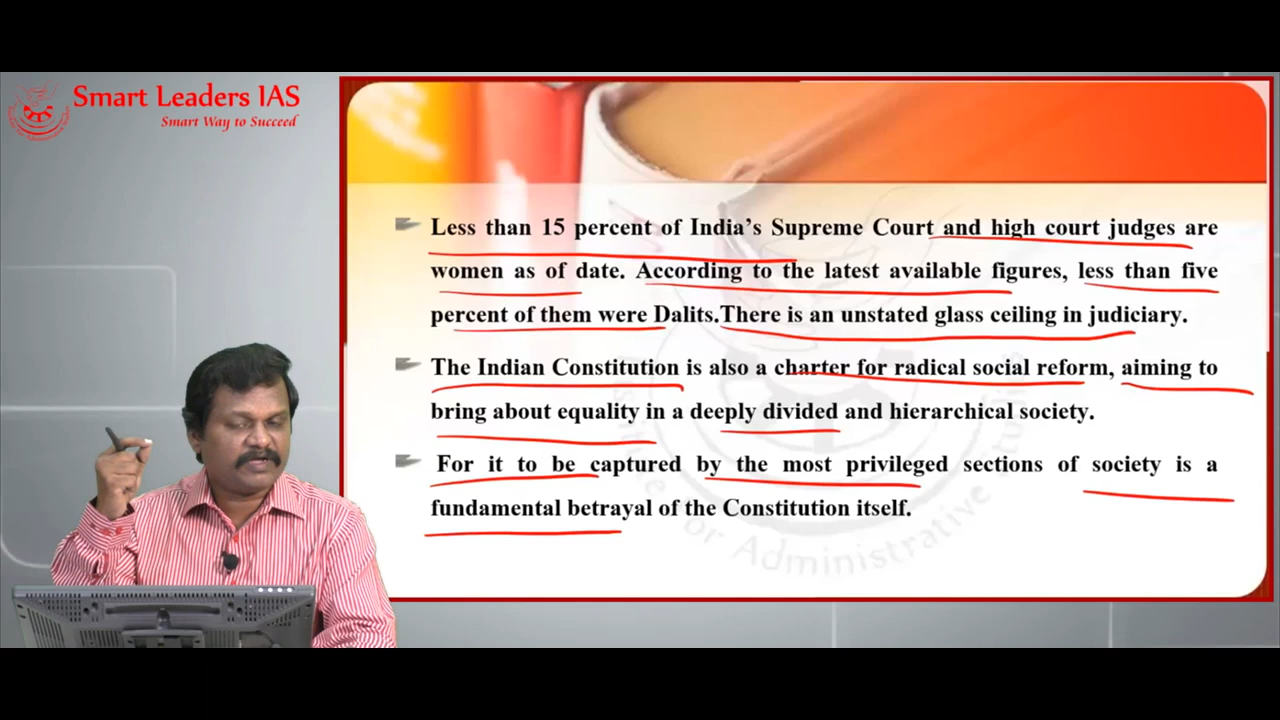 Smart Leaders IAS
Smart Way to Succeed
Less than 15 percent of India's Supreme Court and high court judges are
women as of date. According to the latest available figures, less than five
percent of them were Dalits.There is an unstated glass ceiling in judiciary.
The Indian Constitution is also a charter for radical social reform, aiming to
bring about equality in a deeply divided and hierarchical society.
For it to be captured by the most privileged sections of society is a
fundamental betrayal of the Constitution itself.